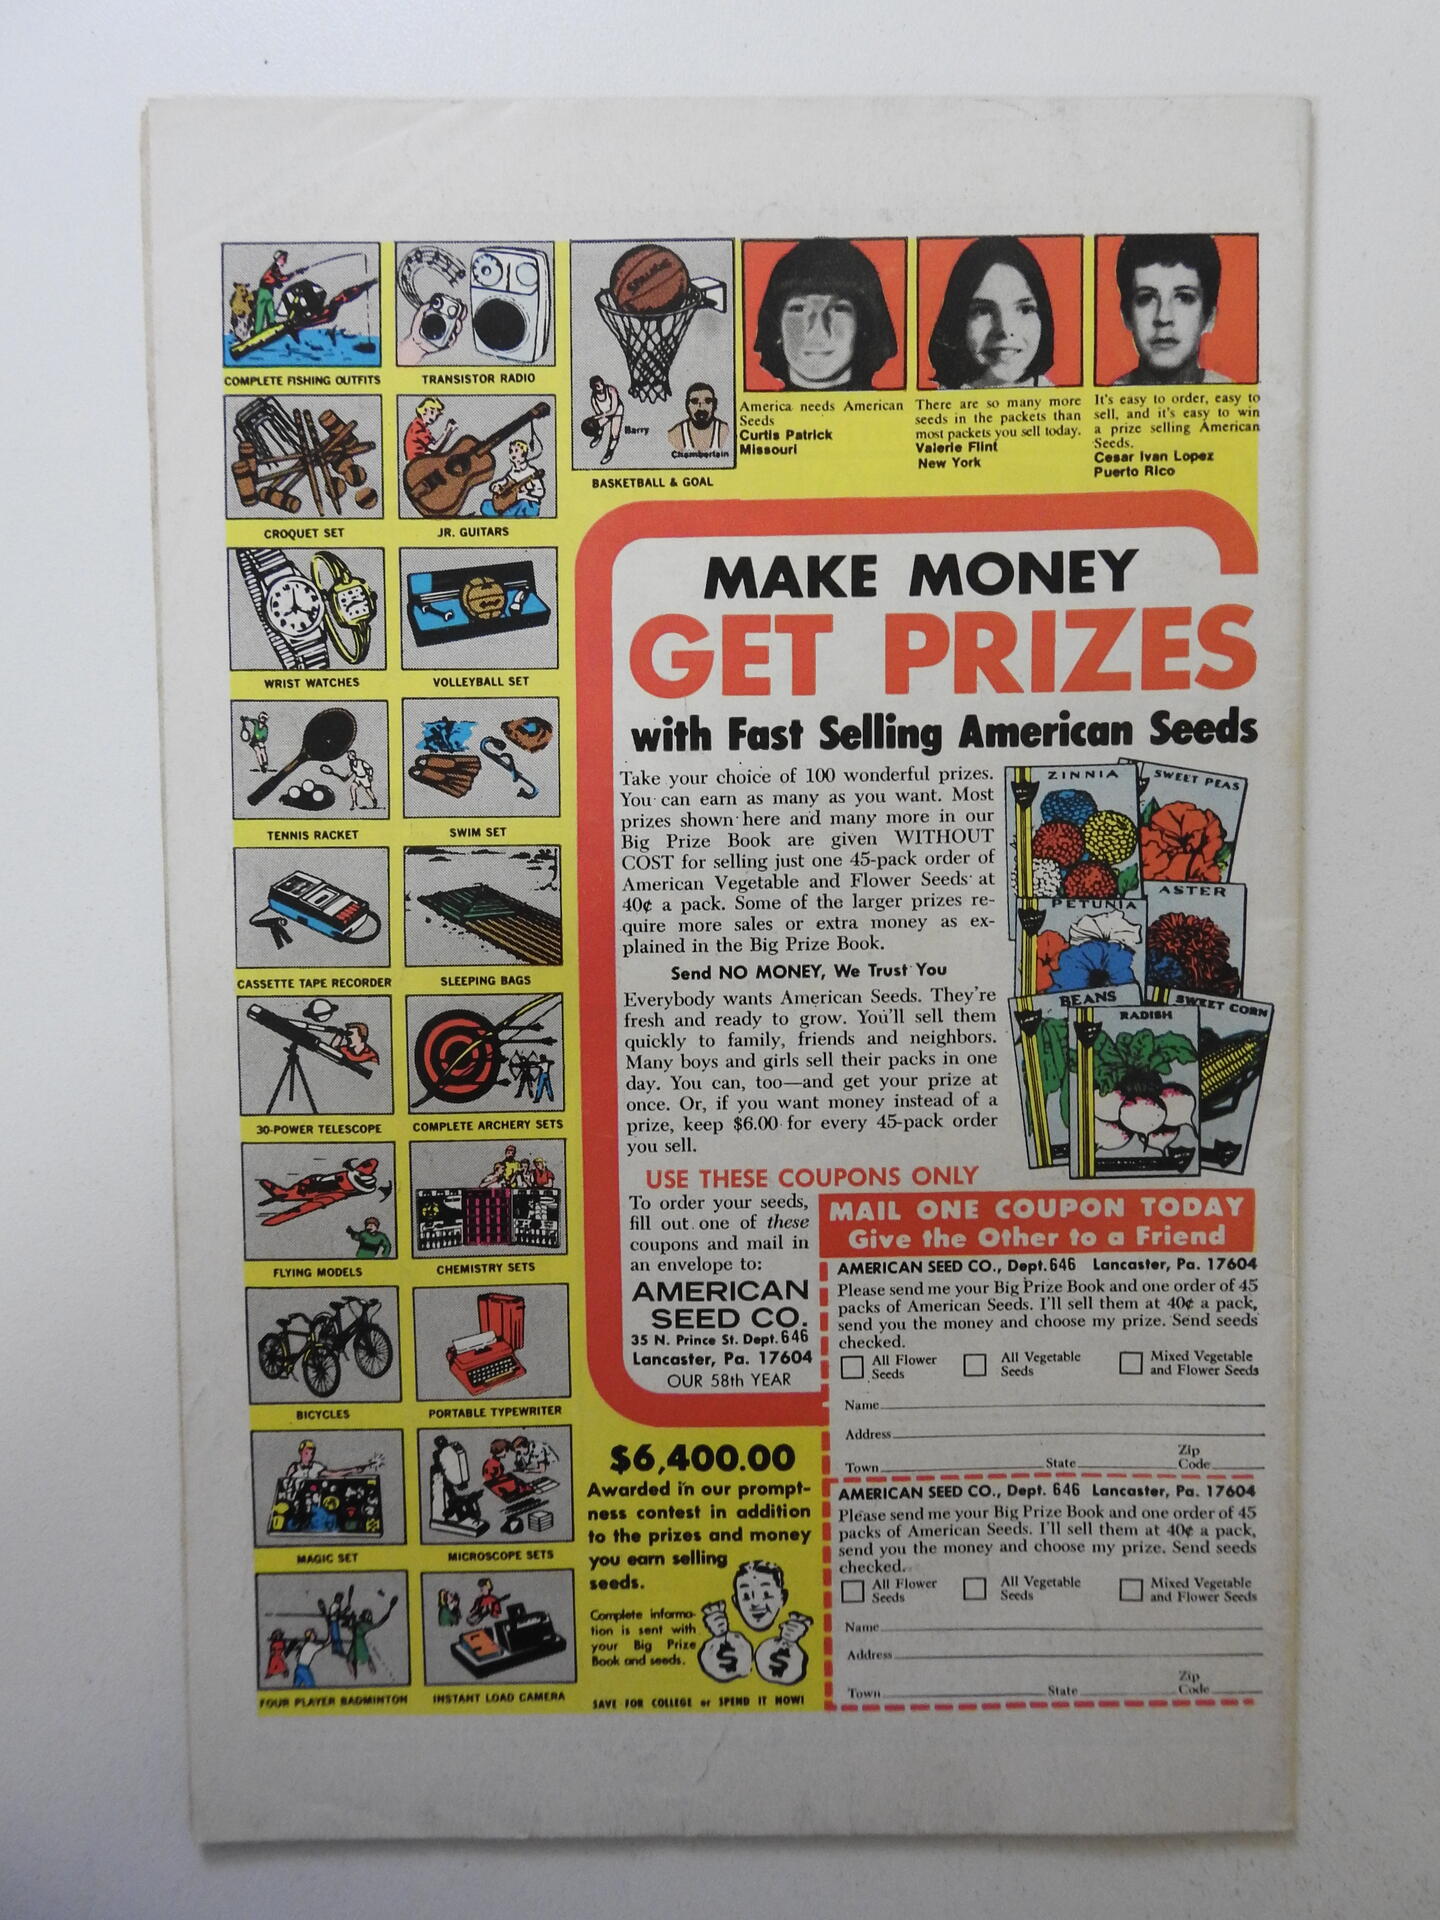 COMPLETE FISHING OUTFITS
TRANSISTOR RADIO
CROQUET SET
JR. GUITARS
WRIST WATCHES
VOLLEYBALL SET
TENNIS RACKET
SWIM SET
CASSETTE TAPE RECORDER
SLEEPING BAGS
30-POWER TELESCOPE
COMPLETE ARCHERY SETS
FLYING MODELS
CHEMISTRY SETS
BICYCLES
PORTABLE TYPEWRITER
MAGIC SET
MICROSCOPE SETS
FOUR PLAYER BADMINTON
INSTANT LOAD CAMERA
Barry
Chamberlain
BASKETBALL & GOAL
America needs American
Seeds
Curtis Patrick
Missouri
There are so many more
seeds in the packets than
most packets you sell today.
Valerie Flint
New York
It's easy to order, easy to
sell, and it's easy to win
a prize selling American
Seeds.
Cesar Ivan Lopez
Puerto Rico
MAKE MONEY
GET PRIZES
with Fast Selling American Seeds
Take your choice of 100 wonderful prizes.
You can earn as many as you want. Most
prizes shown here and many more in our
Big Prize Book are given WITHOUT
COST for selling just one 45-pack order of
American Vegetable and Flower Seeds at
40¢ a pack. Some of the larger prizes re-
quire more sales or extra money as ex-
plained in the Big Prize Book.
Send NO MONEY, We Trust You
Everybody wants American Seeds. They're
fresh and ready to grow. You'll sell them
quickly to family, friends and neighbors.
Many boys and girls sell their packs in one
day. You can, too—and get your prize at
once. Or, if you want money instead of a
prize, keep $6.00 for every 45-pack order
you sell.
ZINNIA
SWEET PEAS
PETUNIA
ASTER
BEANS
RADISH
SWEET CORN
USE THESE COUPONS ONLY
To order your seeds,
fill out one of these
coupons and mail in
an envelope to:
AMERICAN
SEED CO.
35 N. Prince St. Dept. 646
Lancaster, Pa. 17604
OUR 58th YEAR
MAIL ONE COUPON TODAY
Give the Other to a Friend
AMERICAN SEED CO., Dept. 646 Lancaster, Pa. 17604
Please send me your Big Prize Book and one order of 45
packs of American Seeds. I'll sell them at 40¢ a pack,
send you the money and choose my prize. Send seeds
checked.
All Flower Seeds
All Vegetable Seeds
Mixed Vegetable and Flower Seeds
Name
Address
Town State Zip Code
AMERICAN SEED CO., Dept. 646 Lancaster, Pa. 17604
Please send me your Big Prize Book and one order of 45
packs of American Seeds. I'll sell them at 40¢ a pack,
send you the money and choose my prize. Send seeds
checked.
All Flower Seeds
All Vegetable Seeds
Mixed Vegetable and Flower Seeds
Name
Address
Town State Zip Code
$6,400.00
Awarded in our prompt-
ness contest in addition
to the prizes and money
you earn selling
seeds.
Complete informa-
tion is sent with
your Big Prize
Book and seeds.
$ $
SAVE FOR COLLEGE or SPEND IT NOW!